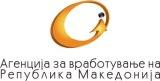 Агенција за вработување на
Република Македонија